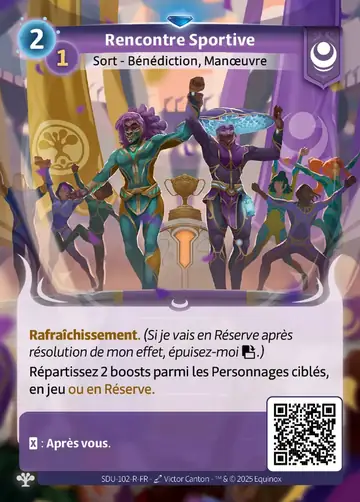 2
1
Rencontre Sportive
Sort - Bénédiction, Manœuvre
Rafraîchissement. (Si je vais en Réserve après
résolution de mon effet, épuisez-moi .)
Répartissez 2 boosts parmi les Personnages ciblés,
en jeu ou en Réserve.
X : Après vous.
SDU-102-R-FR - Victor Canton - ™ & © 2025 Equinox